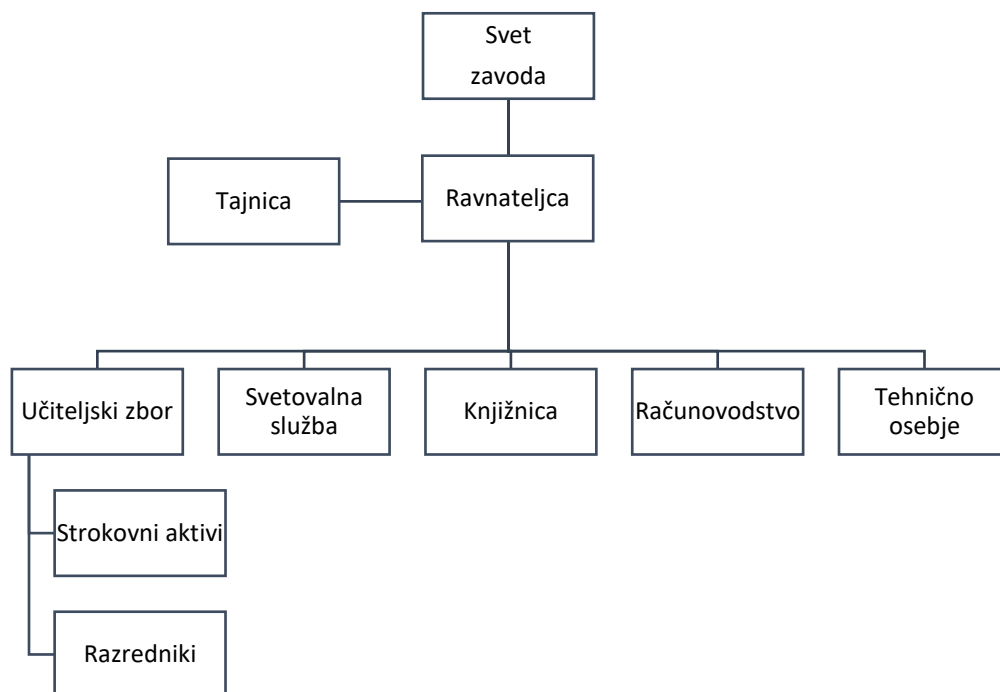 Svet
zavoda
Tajnica
Ravnateljca
Učiteljski zbor
Svetovalna
služba
Knjižnica
Računovodstvo
Tehnično
osebje
Strokovni aktivi
Razredniki